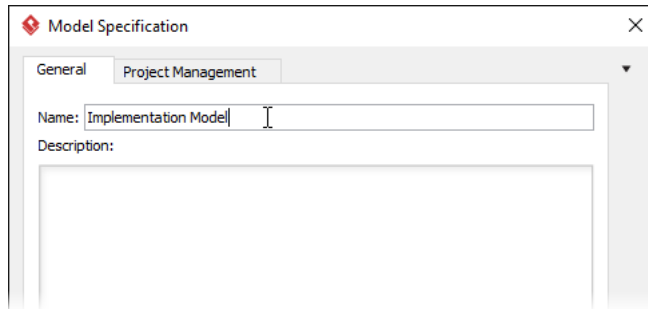 Model Specification
General Project Management
Name: Implementation Model
Description: